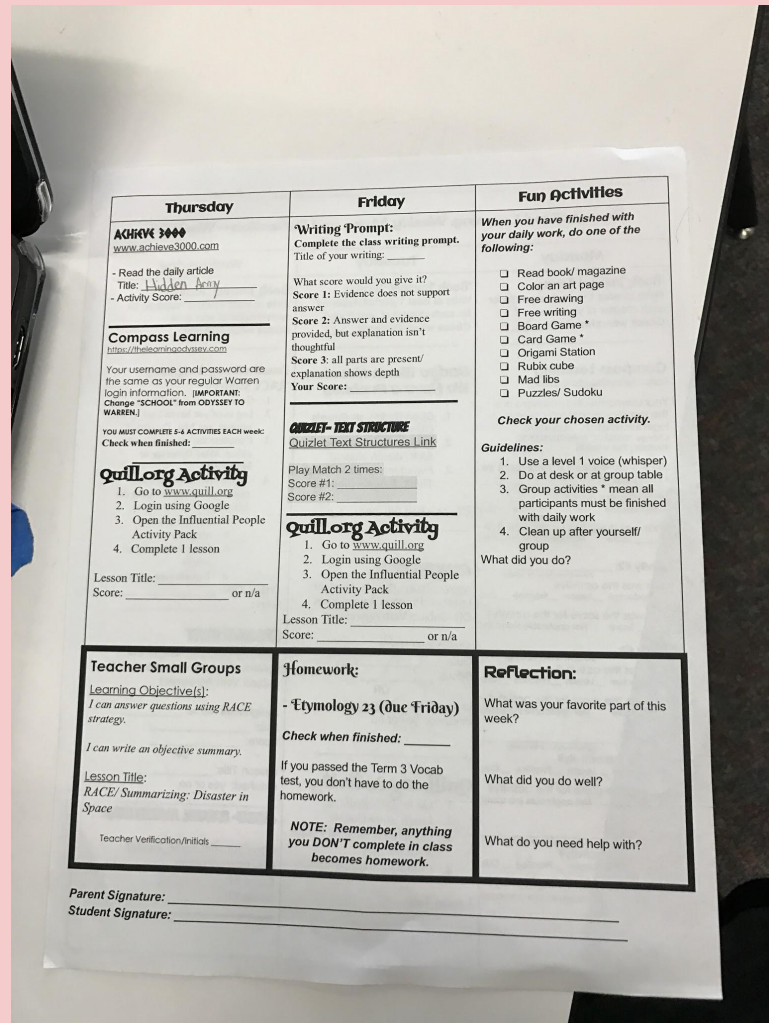 Thursday
ACHIEVE 3000
www.achieve3000.com
- Read the daily article
Title: Hidden Army
- Activity Score:
Compass Learning
https://thelearningodyssey.com
Your username and password are
the same as your regular Warren
login information. [IMPORTANT:
Change "SCHOOL" from ODYSSEY TO
WARREN.]
YOU MUST COMPLETE 5-6 ACTIVITIES EACH week:
Check when finished:
Quill.org Activity
1. Go to www.quill.org
2. Login using Google
3. Open the Influential People
Activity Pack
4. Complete 1 lesson
Lesson Title:
Score: or n/a
Friday
Writing Prompt:
Complete the class writing prompt.
Title of your writing:
What score would you give it?
Score 1: Evidence does not support
answer
Score 2: Answer and evidence
provided, but explanation isn't
thoughtful
Score 3: all parts are present/
explanation shows depth
Your Score:
QUIZLET- TEXT STRUCTURE
Quizlet Text Structures Link
Play Match 2 times:
Score #1:
Score #2:
Quill.org Activity
1. Go to www.quill.org
2. Login using Google
3. Open the Influential People
Activity Pack
4. Complete 1 lesson
Lesson Title:
Score: or n/a
Fun Activities
When you have finished with
your daily work, do one of the
following:
❏ Read book/ magazine
❏ Color an art page
❏ Free drawing
❏ Free writing
❏ Board Game *
❏ Card Game *
❏ Origami Station
❏ Rubix cube
❏ Mad libs
❏ Puzzles/ Sudoku
Check your chosen activity.
Guidelines:
1. Use a level 1 voice (whisper)
2. Do at desk or at group table
3. Group activities * mean all
participants must be finished
with daily work
4. Clean up after yourself/
group
What did you do?
Teacher Small Groups
Learning Objective(s):
I can answer questions using RACE
strategy.
I can write an objective summary.
Lesson Title:
RACE/ Summarizing: Disaster in
Space
Teacher Verification/Initials
Homework:
- Etymology 23 (due Friday)
Check when finished:
If you passed the Term 3 Vocab
test, you don't have to do the
homework.
NOTE: Remember, anything
you DON'T complete in class
becomes homework.
Reflection:
What was your favorite part of this
week?
What did you do well?
What do you need help with?
Parent Signature:
Student Signature: